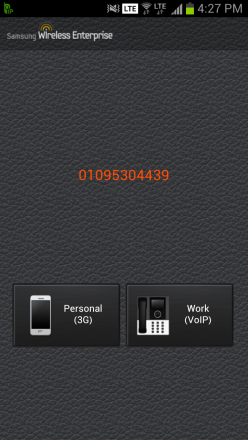 LTE LTE 4:27 PM
Samsung Wireless Enterprise
01095304439
Personal
(3G)
Work
(VoIP)